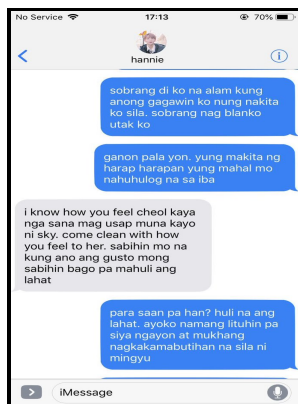 No Service 17:13 70%
hannie
sobrang di ko na alam kung
anong gagawin ko nung nakita
ko sila. sobrang nag blanko
utak ko
ganon pala yon. yung makita ng
harap harapan yung mahal mo
nahuhulog na sa iba
i know how you feel cheol kaya
nga sana mag usap muna kayo
ni sky. come clean with how
you feel to her. sabihin mo na
kung ano ang gusto mong
sabihin bago pa mahuli ang
lahat
para saan pa han? huli na ang
lahat. ayoko namang lituhin pa
siya ngayon at mukhang
nagkakamabutihan na sila ni
mingyu
iMessage